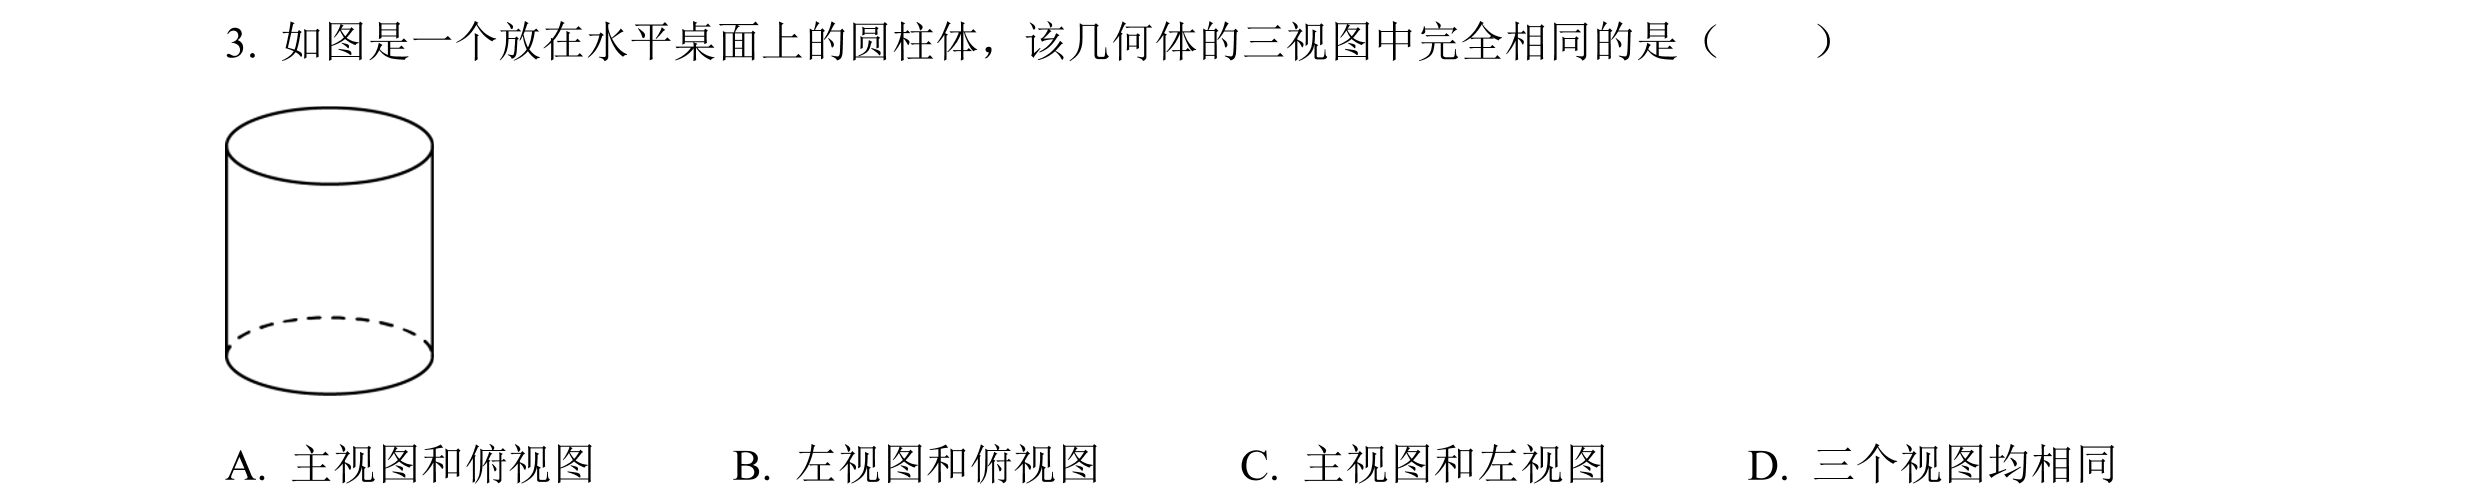 3. 如图是一个放在水平桌面上的圆柱体，该几何体的三视图中完全相同的是（　　）
A. 主视图和俯视图　　B. 左视图和俯视图　　C. 主视图和左视图　　D. 三个视图均相同